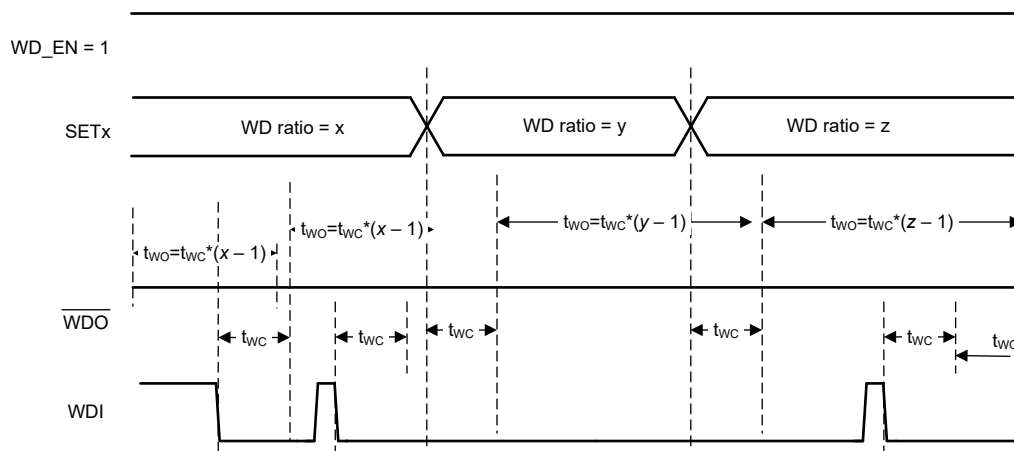 WD_EN = 1
SETx
WD ratio = x
WD ratio = y
WD ratio = z
tWO=tWC*(x – 1)
tWO=tWC*(y – 1)
tWO=tWC*(z – 1)
tWO=tWC*(x – 1)
WDO
tWC
tWC
tWC
tWC
tWC
tWO
WDI